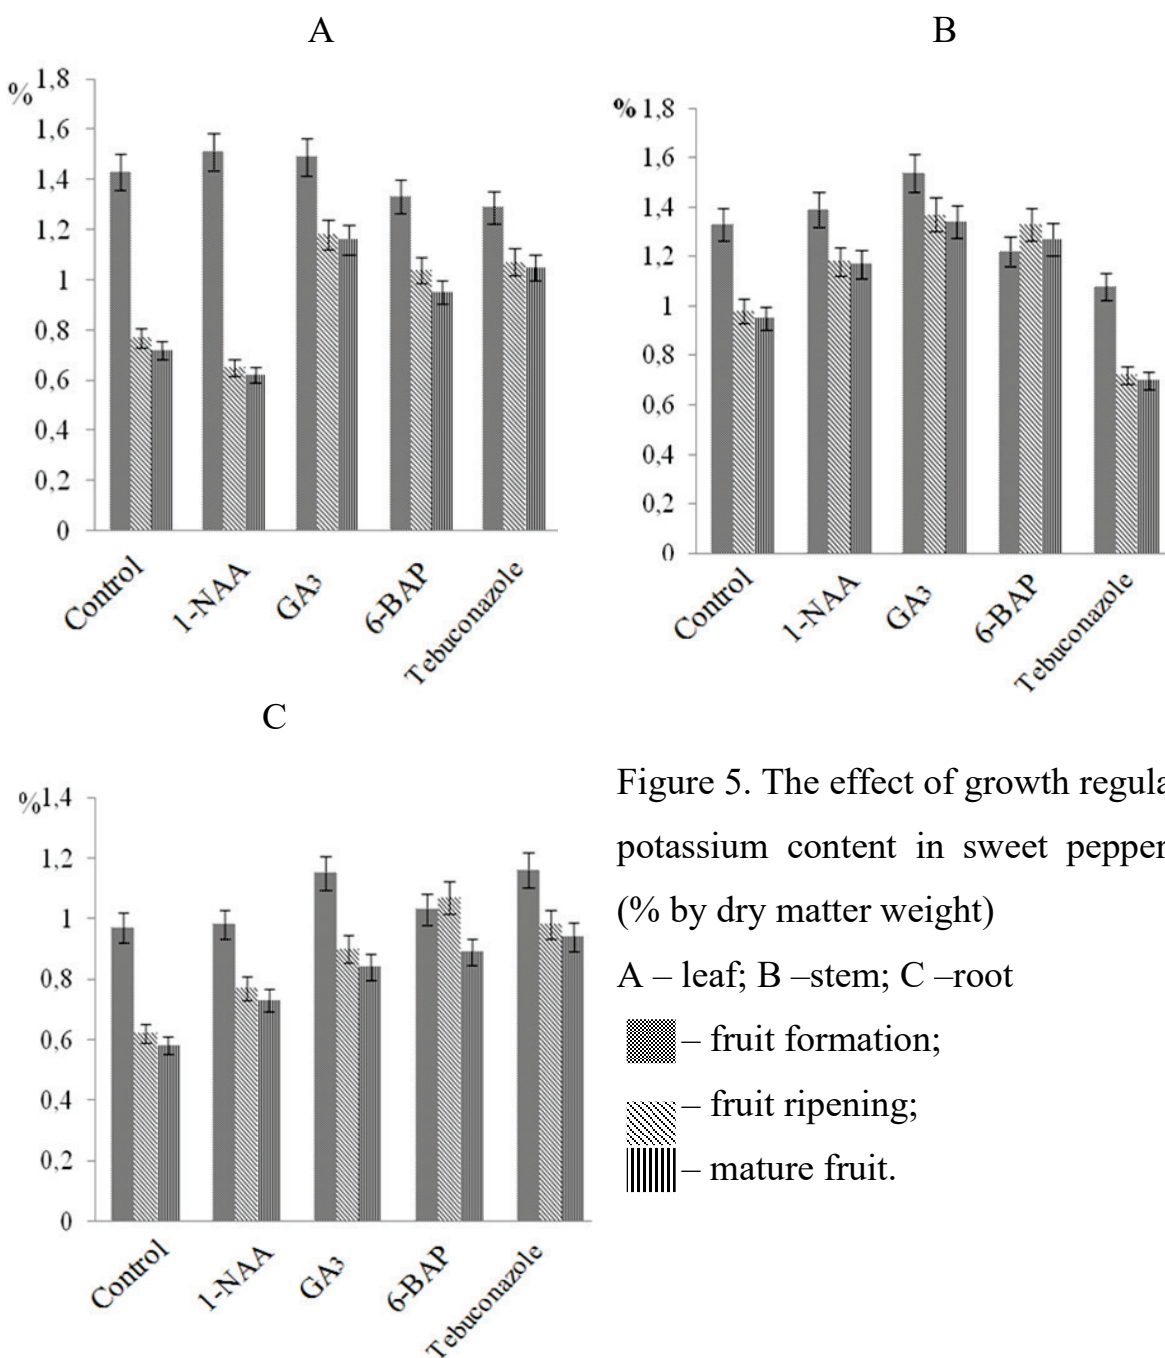 A
% 1,8
1,6
1,4
1,2
1
0,8
0,6
0,4
0,2
0
Control
1-NAA
GA₃
6-BAP
Tebuconazole
B
% 1,8
1,6
1,4
1,2
1
0,8
0,6
0,4
0,2
0
Control
1-NAA
GA₃
6-BAP
Tebuconazole
C
% 1,4
1,2
1
0,8
0,6
0,4
0,2
0
Control
1-NAA
GA₃
6-BAP
Tebuconazole
Figure 5. The effect of growth regula
potassium content in sweet pepper
(% by dry matter weight)
A – leaf; B –stem; C –root
– fruit formation;
– fruit ripening;
– mature fruit.